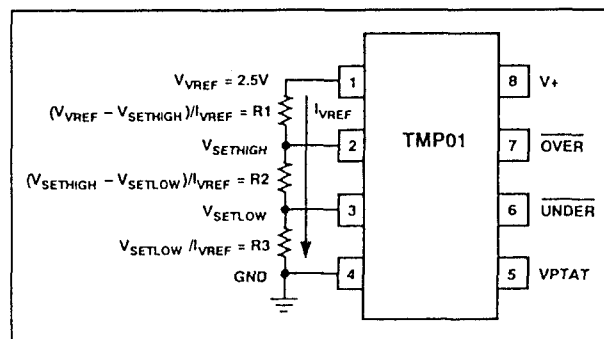 V_VREF = 2.5V
1
8
V+
(V_VREF – V_SETHIGH)/I_VREF = R1
I_VREF
TMP01
V_SETHIGH
2
7
OVER
(V_SETHIGH – V_SETLOW)/I_VREF = R2
V_SETLOW
3
6
UNDER
V_SETLOW /I_VREF = R3
GND
4
5
VPTAT